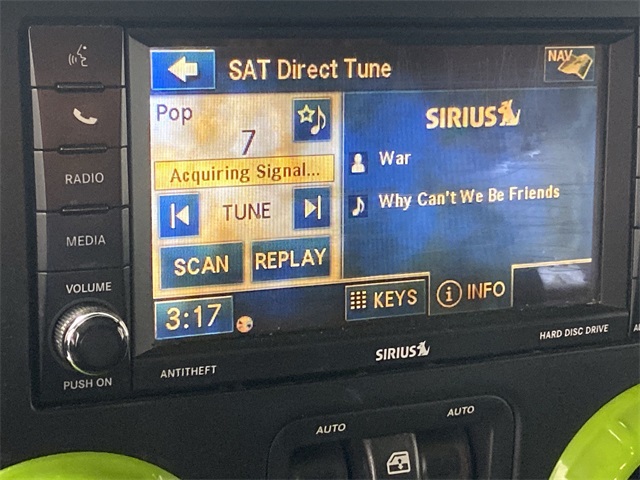 SAT Direct Tune
NAV
Pop
7
SIRIUS
Acquiring Signal...
War
Why Can't We Be Friends
TUNE
SCAN
REPLAY
3:17
KEYS
i INFO
RADIO
MEDIA
VOLUME
PUSH ON
ANTITHEFT
SIRIUS
HARD DISC DRIVE
AUTO
AUTO